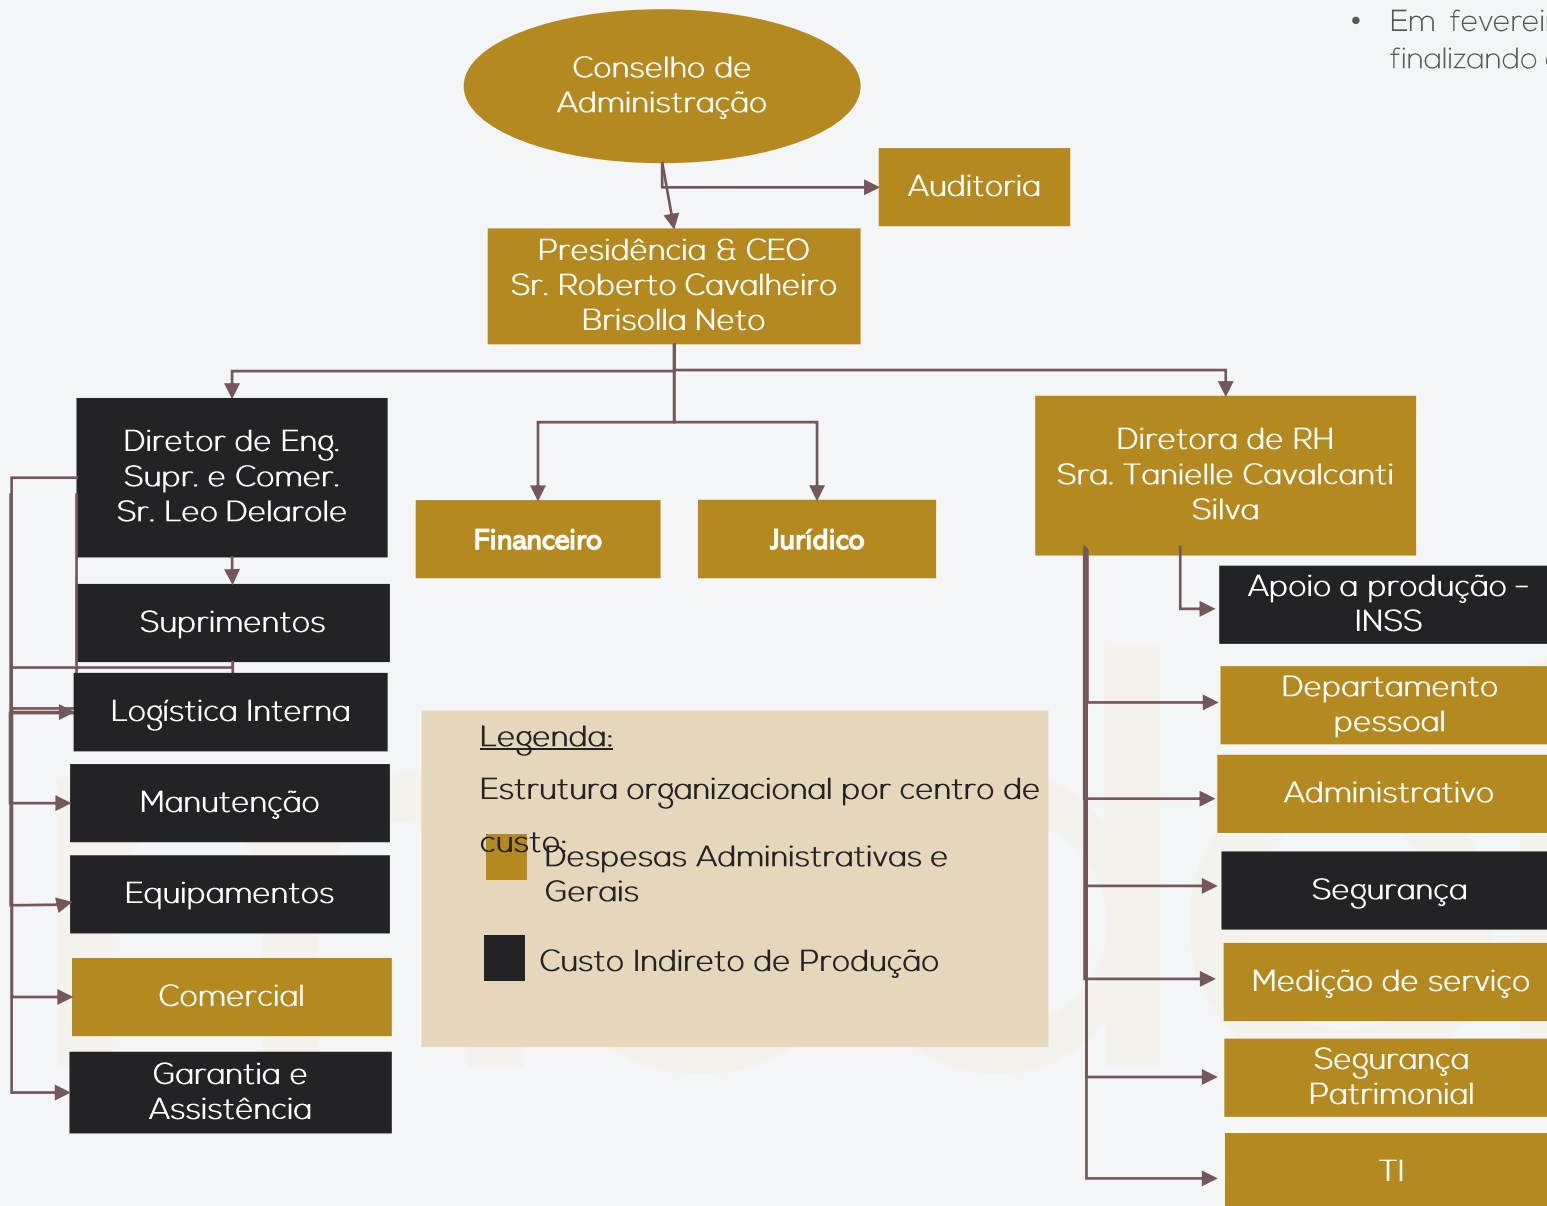 • Em
finalizando
Conselho de
Administração
Auditoria
Presidência & CEO
Sr. Roberto Cavalheiro
Brisolla Neto
Diretor de Eng.
Supr. e Comer.
Sr. Leo Delarole
Financeiro
Jurídico
Diretora de RH
Sra. Tanielle Cavalcanti
Silva
Suprimentos
Logística Interna
Manutenção
Equipamentos
Comercial
Garantia e
Assistência
Legenda:
Estrutura organizacional por centro de
custo:
Despesas Administrativas e
Gerais
Custo Indireto de Produção
Apoio a produção –
INSS
Departamento
pessoal
Administrativo
Segurança
Medição de serviço
Segurança
Patrimonial
TI